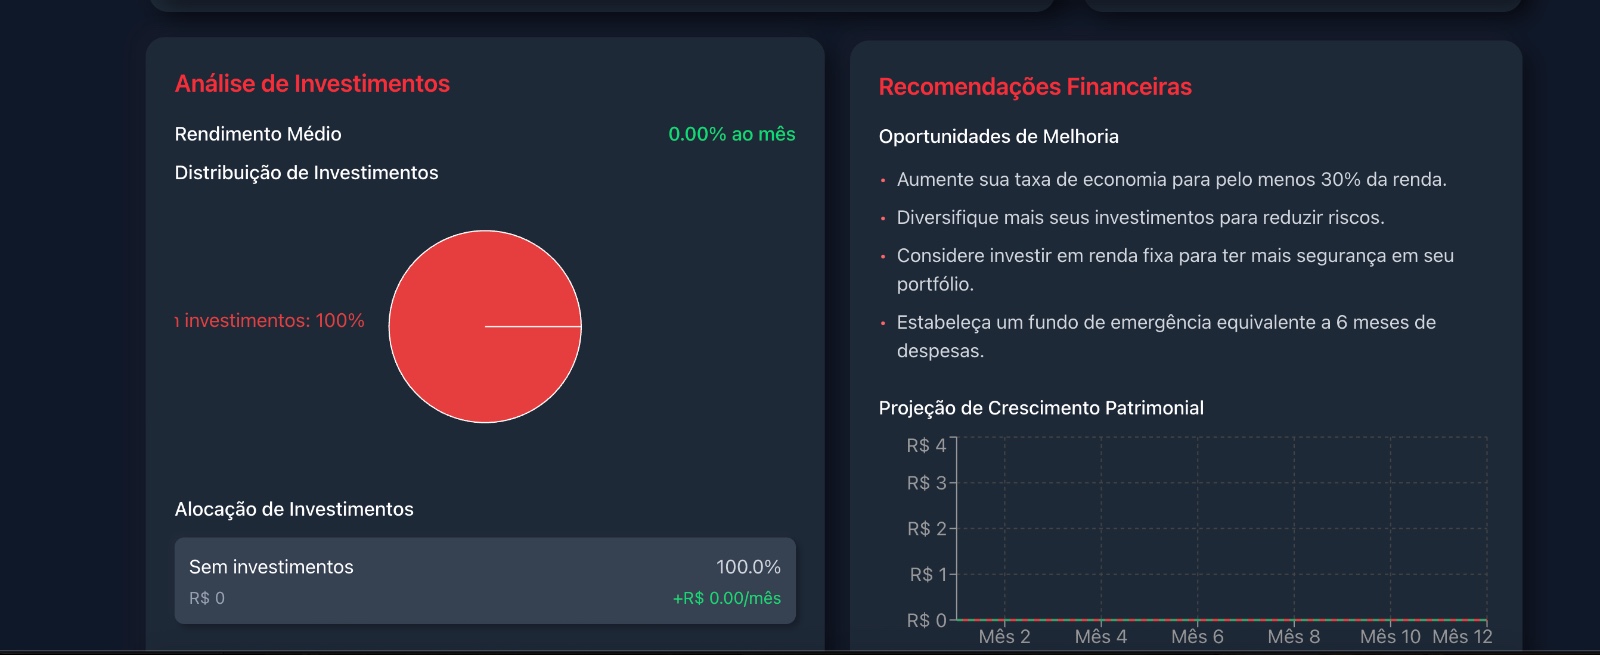 Análise de Investimentos
Rendimento Médio 0.00% ao mês
Distribuição de Investimentos
investimentos: 100%
Alocação de Investimentos
Sem investimentos 100.0%
R$ 0 +R$ 0.00/mês
Recomendações Financeiras
Oportunidades de Melhoria
• Aumente sua taxa de economia para pelo menos 30% da renda.
• Diversifique mais seus investimentos para reduzir riscos.
• Considere investir em renda fixa para ter mais segurança em seu
portfólio.
• Estabeleça um fundo de emergência equivalente a 6 meses de
despesas.
Projeção de Crescimento Patrimonial
R$ 4
R$ 3
R$ 2
R$ 1
R$ 0
Mês 2 Mês 4 Mês 6 Mês 8 Mês 10 Mês 12